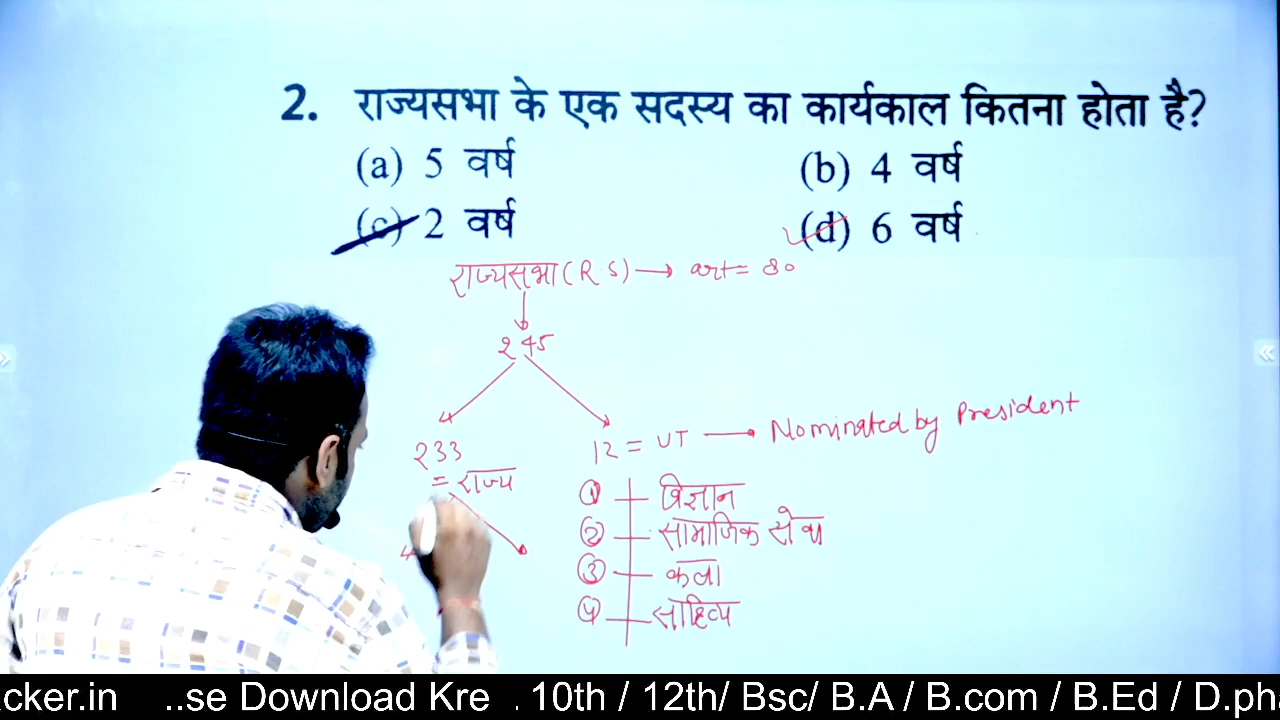 2. राज्यसभा के एक सदस्य का कार्यकाल कितना होता है?
(a) 5 वर्ष (b) 4 वर्ष
(c) 2 वर्ष (d) 6 वर्ष
राज्यसभा (R.S) → art = 80
245
233 12 = UT → Nominated by President
= राज्य
① विज्ञान
② सामाजिक सेवा
③ कला
④ साहित्य
cker.in ..se Download Kre . 10th / 12th/ Bsc/ B.A / B.com / B.Ed / D.ph